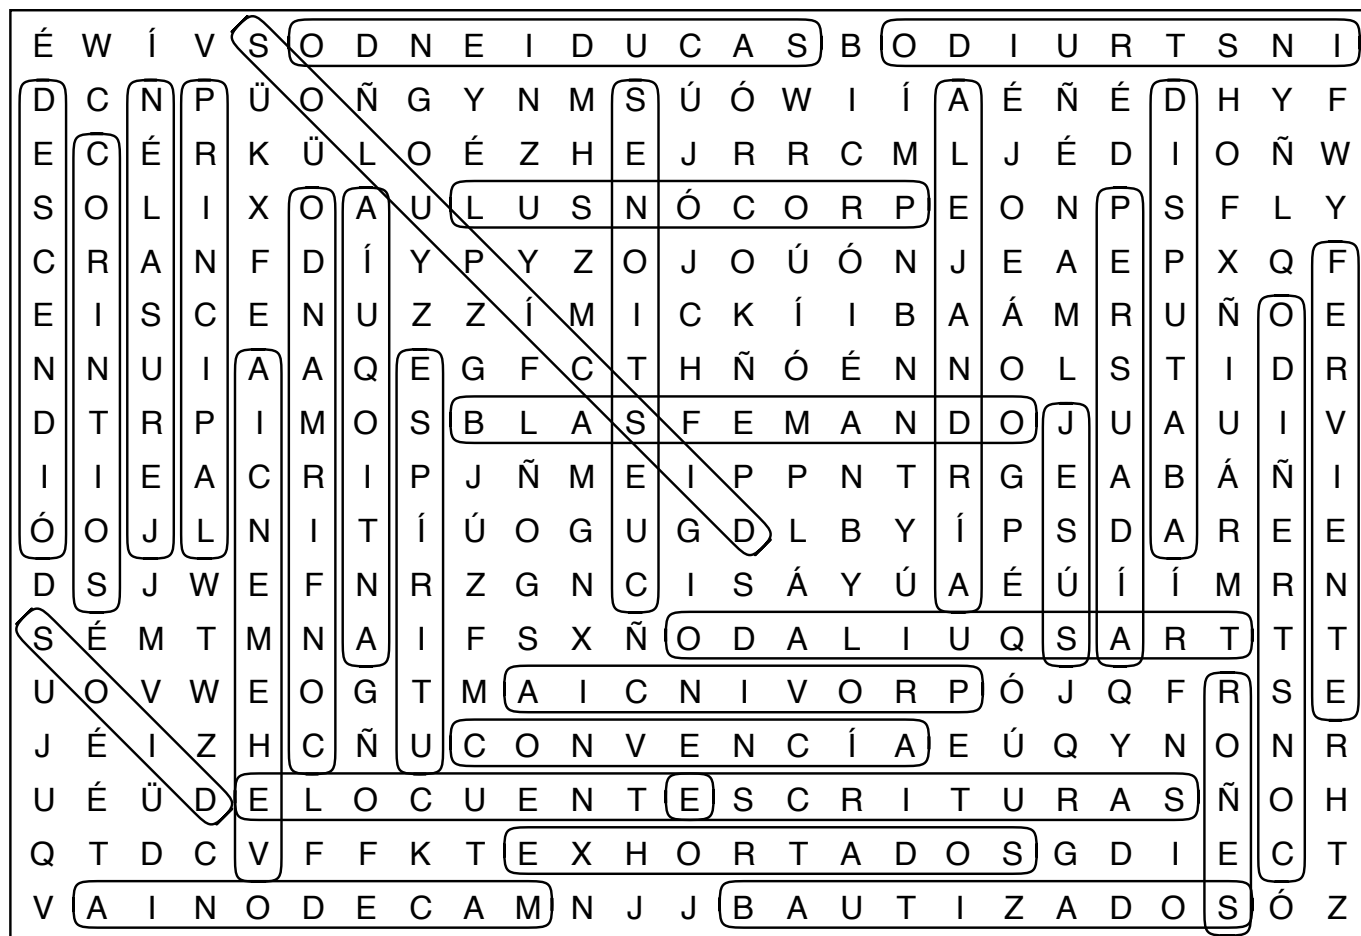 É W Í V S O D N E I D U C A S B O D I U R T S N I
D C N P Ü O Ñ G Y N M S Ú Ó W I Í A É Ñ É D H Y F
E C É R K Ü L O É Z H E J R R C M L J É D I O Ñ W
S O L I X O A U L U S N Ó C O R P E O N P S F L Y
C R A N F D Í Y P Y Z O J O Ú Ó N J E A E P X Q F
E I S C E N U Z Z Í M I C K Í I B A Á M R U Ñ O E
N N U I A A Q E G F C T H Ñ Ó É N N O L S T I D R
D T R P I M O S B L A S F E M A N D O J U A U I V
I I E A C R I P J Ñ M E I P P N T R G E A B Á Ñ I
Ó O J L N I T Í Ú O G U G D L B Y Í P S D A R E E
D S J W E F N R Z G N C I S Á Y Ú A É Ú Í Í M R N
S É M T M N A I F S X Ñ O D A L I U Q S A R T T T
U O V W E O G T M A I C N I V O R P Ó J Q F R S E
J É I Z H C Ñ U C O N V E N C Í A E Ú Q Y N O N R
U É Ü D E L O C U E N T E S C R I T U R A S Ñ O H
Q T D C V F F K T E X H O R T A D O S G D I E C T
V A I N O D E C A M N J J B A U T I Z A D O S Ó Z